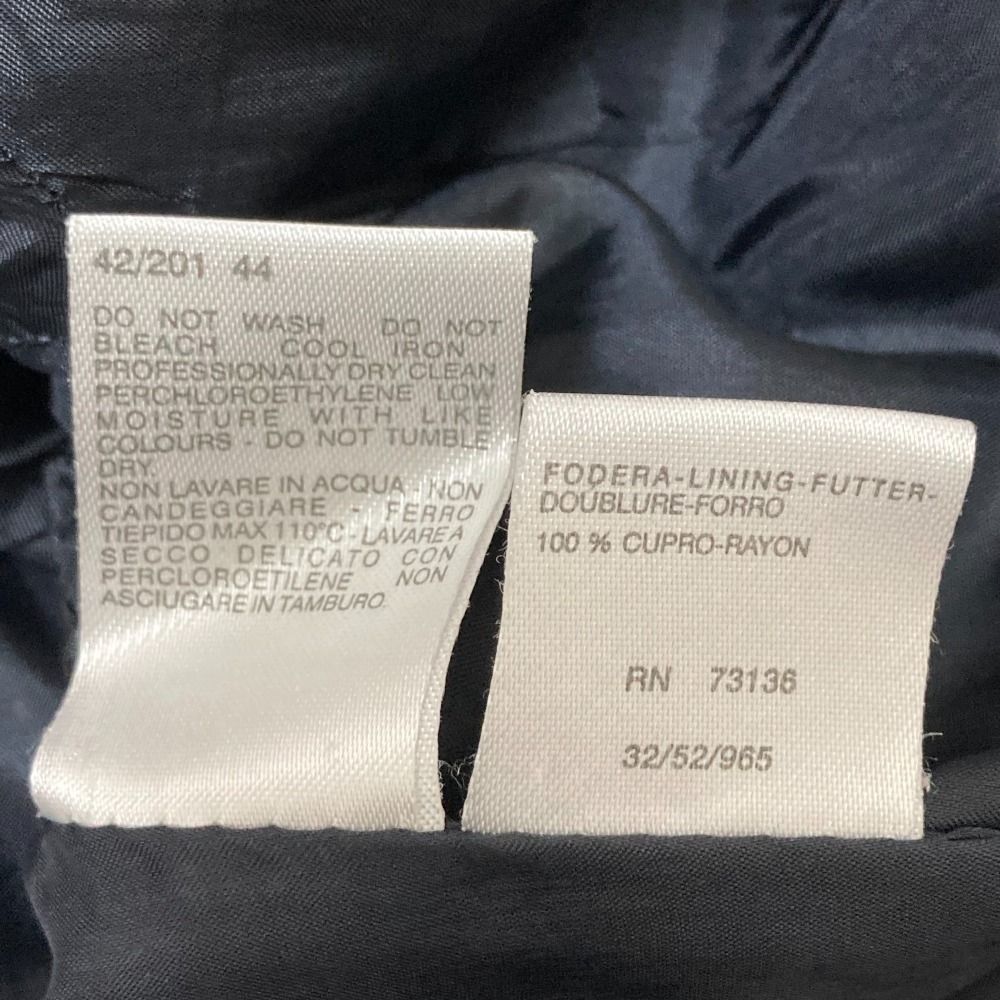 42/201 44
DO NOT WASH DO NOT
BLEACH COOL IRON
PROFESSIONALLY DRY CLEAN
PERCHLOROETHYLENE LOW
MOISTURE WITH LIKE
COLOURS - DO NOT TUMBLE
DRY.
NON LAVARE IN ACQUA - NON
CANDEGGIARE - FERRO
TIEPIDO MAX 110°C - LAVARE A
SECCO DELICATO CON
PERCLOROETILENE NON
ASCIUGARE IN TAMBURO.
FODERA-LINING-FUTTER-
DOUBLURE-FORRO
100 % CUPRO-RAYON
RN 73136
32/52/965